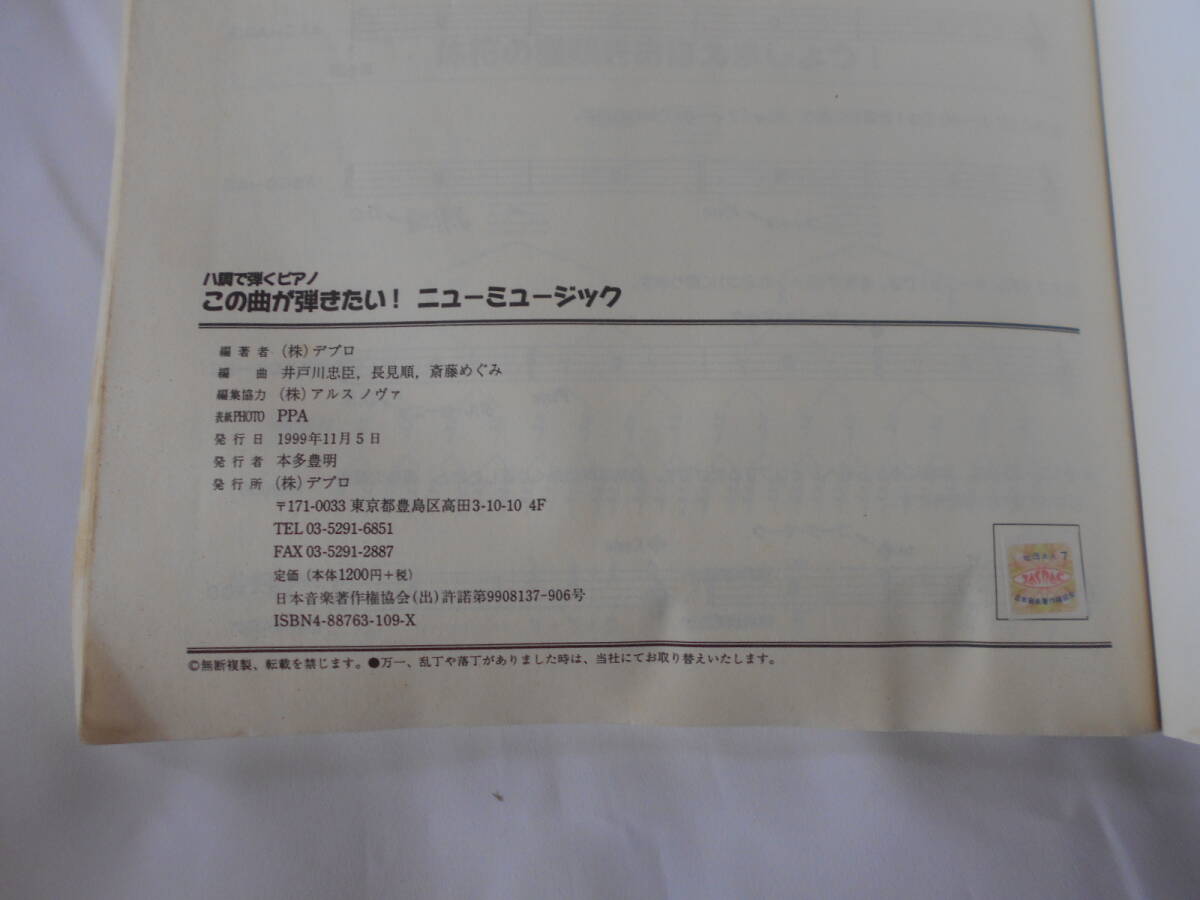 ハ調で弾くピアノ
この曲が弾きたい! ニューミュージック
編著者 (株)デプロ
編曲 井戸川忠臣, 長見順, 斎藤めぐみ
編集協力 (株)アルス ノヴァ
表紙PHOTO PPA
発行日 1999年11月5日
発行者 本多豊明
発行所 (株)デプロ
〒171-0033 東京都豊島区高田3-10-10 4F
TEL 03-5291-6851
FAX 03-5291-2887
定価 (本体1200円+税)
日本音楽著作権協会(出)許諾第9908137-906号
ISBN4-88763-109-X
JASRAC
©無断複製、転載を禁じます。●万一、乱丁や落丁がありました時は、当社にてお取り替えいたします。